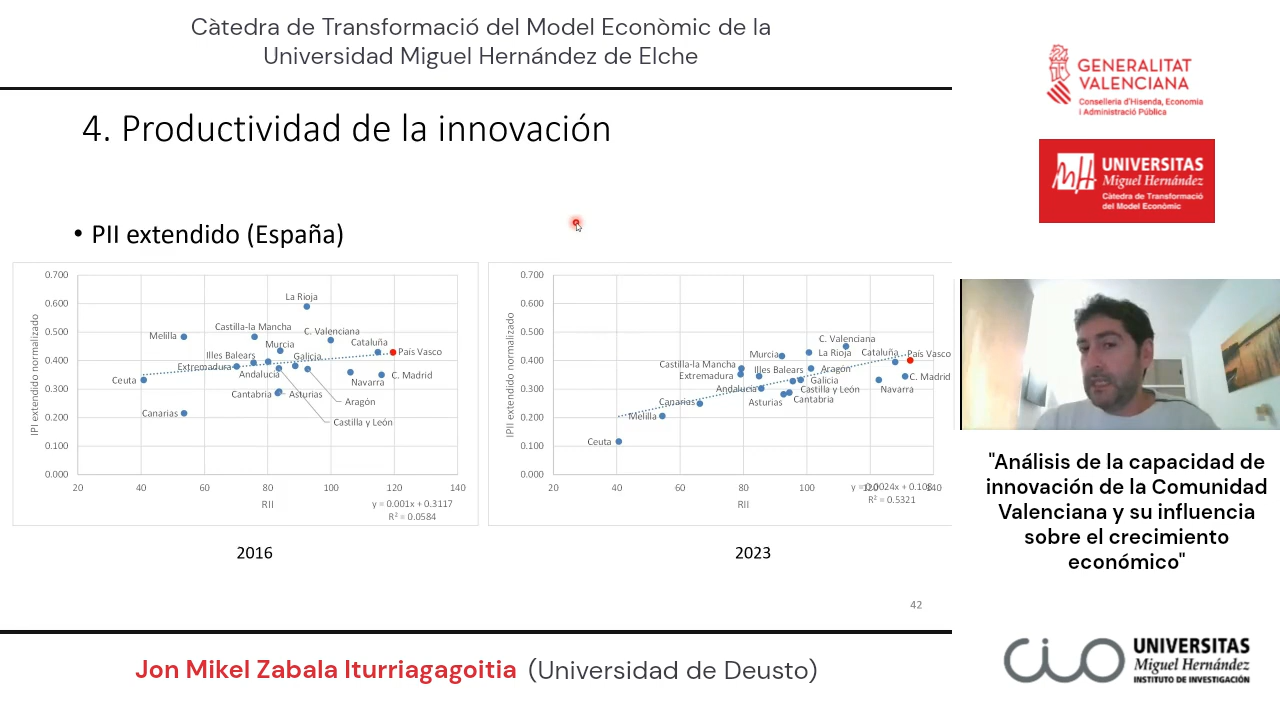 Càtedra de Transformació del Model Econòmic de la
Universidad Miguel Hernández de Elche
4. Productividad de la innovación
• PII extendido (España)
IPI extendido normalizado
0.700
0.600
0.500
0.400
0.300
0.200
0.100
0.000
La Rioja
Castilla-la Mancha
C. Valenciana
Melilla
Murcia
Cataluña
País Vasco
Illes Balears
Galicia
Extremadura
Andalucia
Ceuta
Navarra
C. Madrid
Cantabria
Asturias
Aragón
Canarias
Castilla y León
20 40 60 80 100 120 140
RII
y = 0.001x + 0.3117
R² = 0.0584
2016
IPII extendido normalizado
0.700
0.600
0.500
0.400
0.300
0.200
0.100
0.000
C. Valenciana
Murcia
La Rioja
Cataluña
País Vasco
Castilla-la Mancha
Illes Balears
Aragón
Extremadura
Galicia
C. Madrid
Andalucia
Castilla y León
Navarra
Canarias
Asturias
Cantabria
Melilla
Ceuta
20 40 60 80 100 120 140
RII
R² = 0.5321
2023
42
Jon Mikel Zabala Iturriagagoitia (Universidad de Deusto)
GENERALITAT
VALENCIANA
Conselleria d'Hisenda, Economia
i Administració Pública
UNIVERSITAS
Miguel Hernández
Càtedra de Transformació
del Model Econòmic
"Análisis de la capacidad de
innovación de la Comunidad
Valenciana y su influencia
sobre el crecimiento
económico"
CIO
UNIVERSITAS
Miguel Hernández
INSTITUTO DE INVESTIGACIÓN